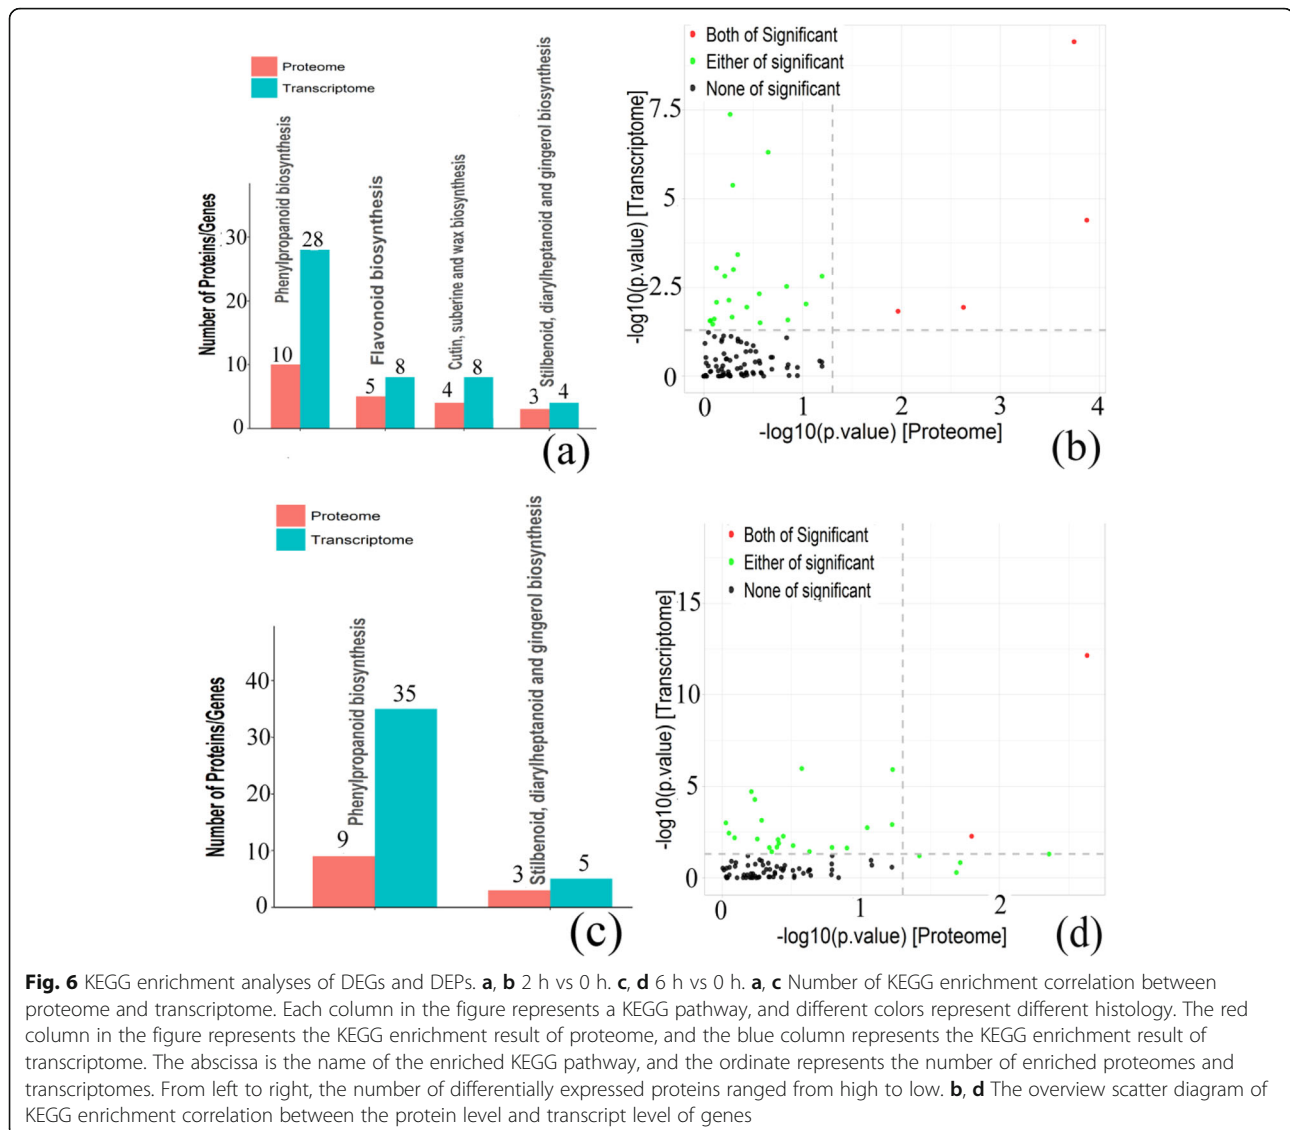 Proteome
Transcriptome
Number of Proteins/Genes
30
20
10
0
Phenylpropanoid biosynthesis
Flavonoid biosynthesis
Cutin, suberine and wax biosynthesis
Stilbenoid, diarylheptanoid and gingerol biosynthesis
10
28
5
8
4
8
3
4
(a)
Both of Significant
Either of significant
None of significant
-log10(p.value) [Transcriptome]
7.5
5
2.5
0
0 1 2 3 4
-log10(p.value) [Proteome]
(b)
Proteome
Transcriptome
Number of Proteins/Genes
40
30
20
10
0
Phenylpropanoid biosynthesis
Stilbenoid, diarylheptanoid and gingerol biosynthesis
9
35
3
5
(c)
Both of Significant
Either of significant
None of significant
-log10(p.value) [Transcriptome]
15
10
5
0
0 1 2
-log10(p.value) [Proteome]
(d)
Fig. 6 KEGG enrichment analyses of DEGs and DEPs. a, b 2 h vs 0 h. c, d 6 h vs 0 h. a, c Number of KEGG enrichment correlation between
proteome and transcriptome. Each column in the figure represents a KEGG pathway, and different colors represent different histology. The red
column in the figure represents the KEGG enrichment result of proteome, and the blue column represents the KEGG enrichment result of
transcriptome. The abscissa is the name of the enriched KEGG pathway, and the ordinate represents the number of enriched proteomes and
transcriptomes. From left to right, the number of differentially expressed proteins ranged from high to low. b, d The overview scatter diagram of
KEGG enrichment correlation between the protein level and transcript level of genes